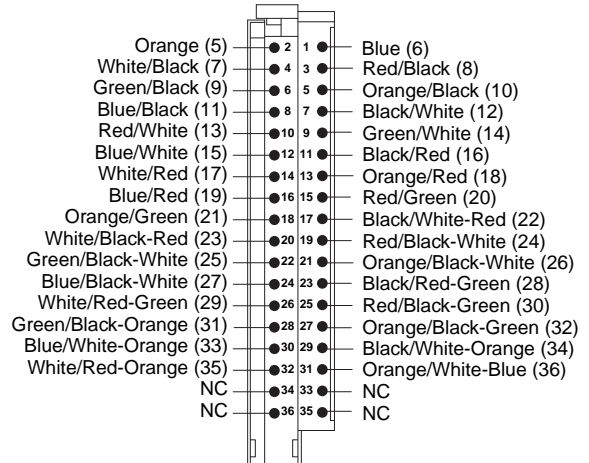 Orange (5) 2 1 Blue (6)
White/Black (7) 4 3 Red/Black (8)
Green/Black (9) 6 5 Orange/Black (10)
Blue/Black (11) 8 7 Black/White (12)
Red/White (13) 10 9 Green/White (14)
Blue/White (15) 12 11 Black/Red (16)
White/Red (17) 14 13 Orange/Red (18)
Blue/Red (19) 16 15 Red/Green (20)
Orange/Green (21) 18 17 Black/White-Red (22)
White/Black-Red (23) 20 19 Red/Black-White (24)
Green/Black-White (25) 22 21 Orange/Black-White (26)
Blue/Black-White (27) 24 23 Black/Red-Green (28)
White/Red-Green (29) 26 25 Red/Black-Green (30)
Green/Black-Orange (31) 28 27 Orange/Black-Green (32)
Blue/White-Orange (33) 30 29 Black/White-Orange (34)
White/Red-Orange (35) 32 31 Orange/White-Blue (36)
NC 34 33 NC
NC 36 35 NC